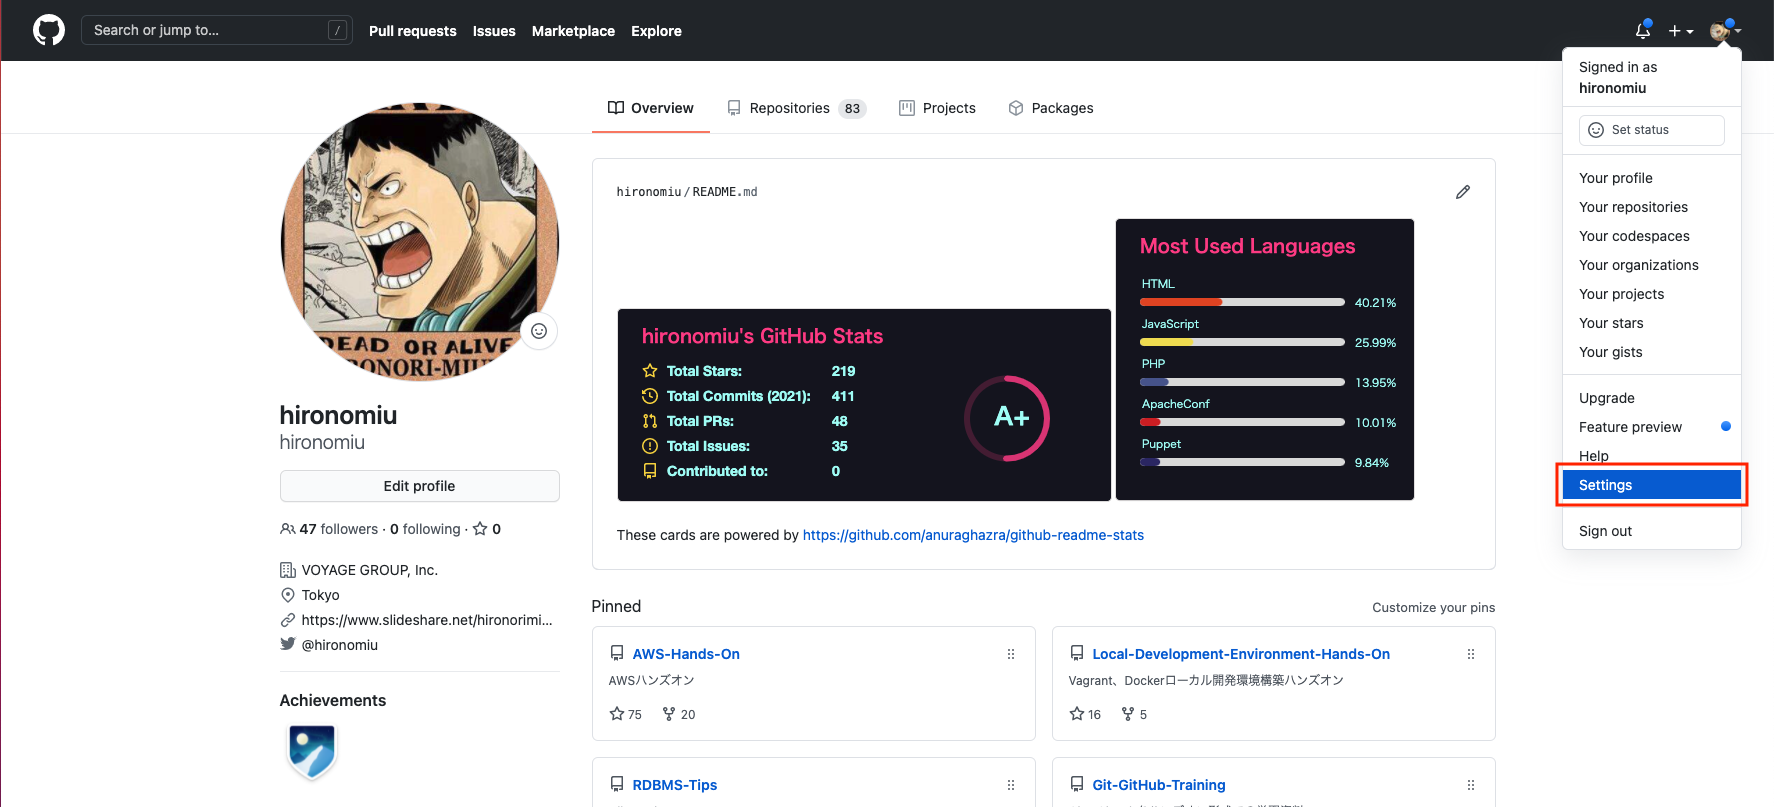 Search or jump to...
/
Pull requests
Issues
Marketplace
Explore
Signed in as
hironomiu
Set status
Your profile
Your repositories
Your codespaces
Your organizations
Your projects
Your stars
Your gists
Upgrade
Feature preview
Help
Settings
Sign out
Overview
Repositories 83
Projects
Packages
DEAD OR ALIVE
hironomiu
hironomiu
Edit profile
47 followers · 0 following · 0
VOYAGE GROUP, Inc.
Tokyo
https://www.slideshare.net/hironorimi...
@hironomiu
Achievements
hironomiu/README.md
hironomiu's GitHub Stats
Total Stars: 219
Total Commits (2021): 411
Total PRs: 48
Total Issues: 35
Contributed to: 0
A+
Most Used Languages
HTML
40.21%
JavaScript
25.99%
PHP
13.95%
ApacheConf
10.01%
Puppet
9.84%
These cards are powered by https://github.com/anuraghazra/github-readme-stats
Pinned
Customize your pins
AWS-Hands-On
AWSハンズオン
75 20
Local-Development-Environment-Hands-On
Vagrant、Dockerローカル開発環境構築ハンズオン
16 5
RDBMS-Tips
Git-GitHub-Training